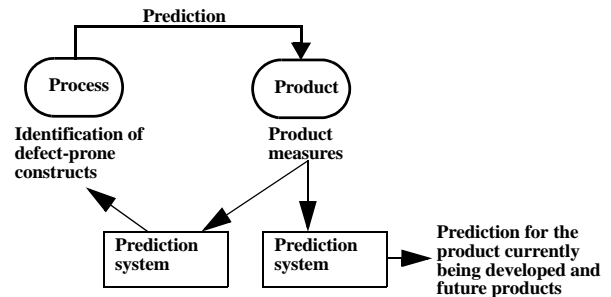 Prediction
Process
Product
Identification of
defect-prone
constructs
Product
measures
Prediction
system
Prediction
system
Prediction for the
product currently
being developed and
future products